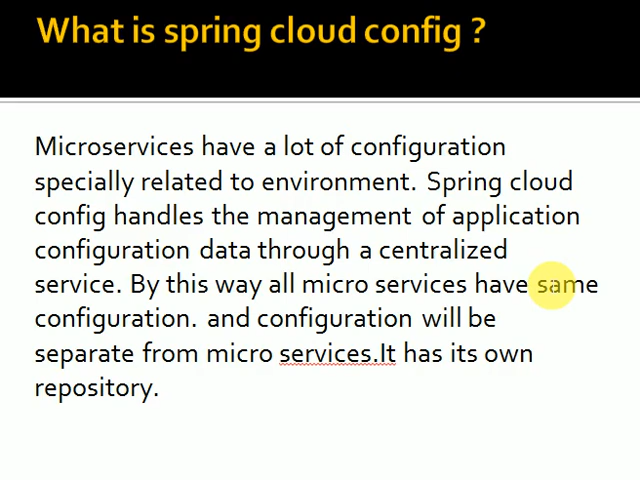 What is spring cloud config ?
Microservices have a lot of configuration
specially related to environment. Spring cloud
config handles the management of application
configuration data through a centralized
service. By this way all micro services have same
configuration. and configuration will be
separate from micro services.It has its own
repository.